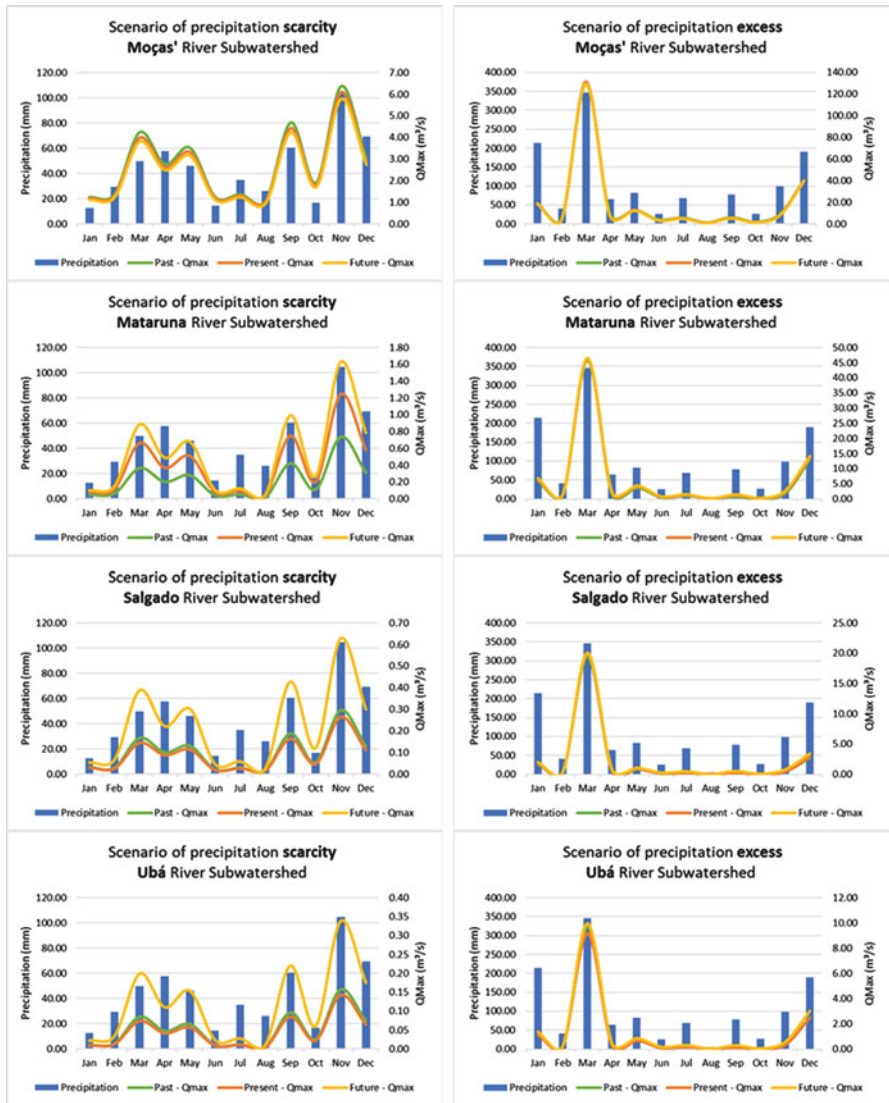 Scenario of precipitation scarcity
Moças' River Subwatershed
120.00
100.00
80.00
60.00
40.00
20.00
0.00
Precipitation (mm)
7.00
6.00
5.00
4.00
3.00
2.00
1.00
0.00
QMax (m³/s)
Jan Feb Mar Apr May Jun Jul Aug Sep Oct Nov Dec
Precipitation Past - Qmax Present - Qmax Future - Qmax
Scenario of precipitation excess
Moças' River Subwatershed
400.00
350.00
300.00
250.00
200.00
150.00
100.00
50.00
0.00
Precipitation (mm)
140.00
120.00
100.00
80.00
60.00
40.00
20.00
0.00
QMax (m³/s)
Jan Feb Mar Apr May Jun Jul Aug Sep Oct Nov Dec
Precipitation Past - Qmax Present - Qmax Future - Qmax
Scenario of precipitation scarcity
Mataruna River Subwatershed
120.00
100.00
80.00
60.00
40.00
20.00
0.00
Precipitation (mm)
1.80
1.60
1.40
1.20
1.00
0.80
0.60
0.40
0.20
0.00
QMax (m³/s)
Jan Feb Mar Apr May Jun Jul Aug Sep Oct Nov Dec
Precipitation Past - Qmax Present - Qmax Future - Qmax
Scenario of precipitation excess
Mataruna River Subwatershed
400.00
350.00
300.00
250.00
200.00
150.00
100.00
50.00
0.00
Precipitation (mm)
50.00
45.00
40.00
35.00
30.00
25.00
20.00
15.00
10.00
5.00
0.00
QMax (m³/s)
Jan Feb Mar Apr May Jun Jul Aug Sep Oct Nov Dec
Precipitation Past - Qmax Present - Qmax Future - Qmax
Scenario of precipitation scarcity
Salgado River Subwatershed
120.00
100.00
80.00
60.00
40.00
20.00
0.00
Precipitation (mm)
0.70
0.60
0.50
0.40
0.30
0.20
0.10
0.00
QMax (m³/s)
Jan Feb Mar Apr May Jun Jul Aug Sep Oct Nov Dec
Precipitation Past - Qmax Present - Qmax Future - Qmax
Scenario of precipitation excess
Salgado River Subwatershed
400.00
350.00
300.00
250.00
200.00
150.00
100.00
50.00
0.00
Precipitation (mm)
25.00
20.00
15.00
10.00
5.00
0.00
QMax (m³/s)
Jan Feb Mar Apr May Jun Jul Aug Sep Oct Nov Dec
Precipitation Past - Qmax Present - Qmax Future - Qmax
Scenario of precipitation scarcity
Ubá River Subwatershed
120.00
100.00
80.00
60.00
40.00
20.00
0.00
Precipitation (mm)
0.40
0.35
0.30
0.25
0.20
0.15
0.10
0.05
0.00
QMax (m³/s)
Jan Feb Mar Apr May Jun Jul Aug Sep Oct Nov Dec
Precipitation Past - Qmax Present - Qmax Future - Qmax
Scenario of precipitation excess
Ubá River Subwatershed
400.00
350.00
300.00
250.00
200.00
150.00
100.00
50.00
0.00
Precipitation (mm)
12.00
10.00
8.00
6.00
4.00
2.00
0.00
QMax (m³/s)
Jan Feb Mar Apr May Jun Jul Aug Sep Oct Nov Dec
Precipitation Past - Qmax Present - Qmax Future - Qmax